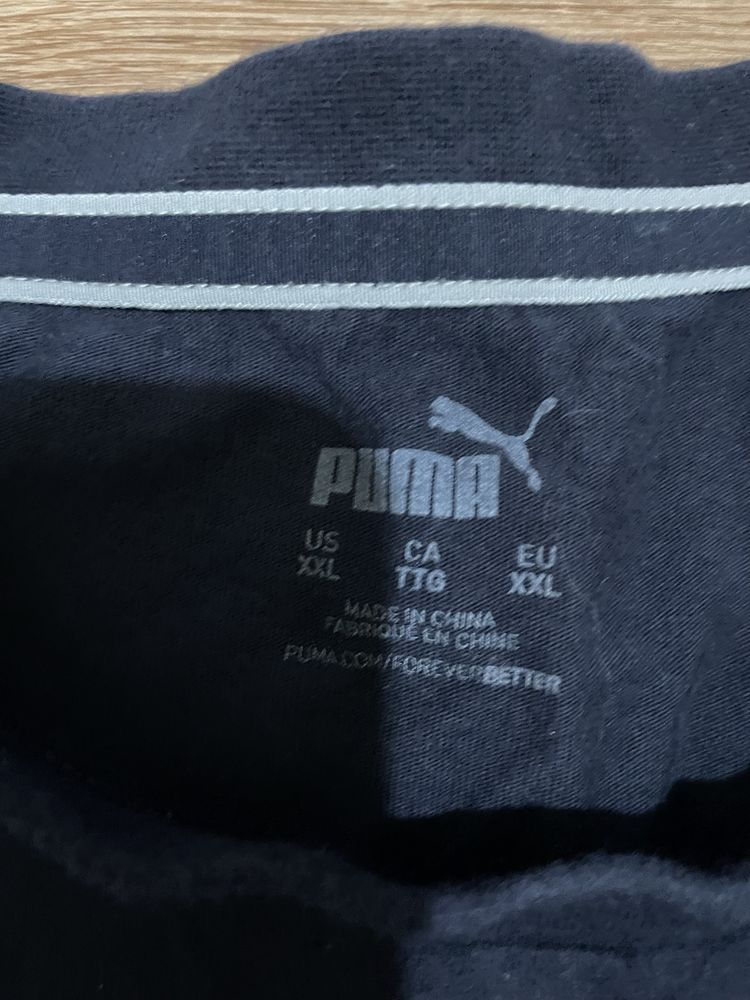 PUMA
US CA EU
XXL TTG XXL
MADE IN CHINA
FABRIQUÉ EN CHINE
PUMA.COM/FOREVERBETTER